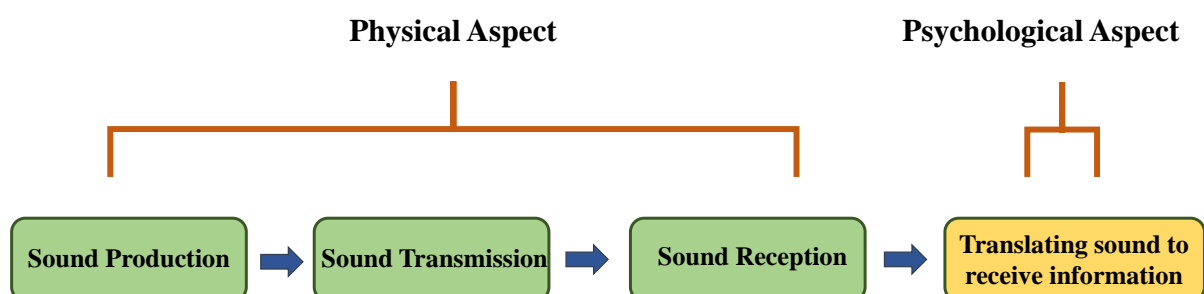 Physical Aspect
Psychological Aspect
Sound Production
Sound Transmission
Sound Reception
Translating sound to
receive information